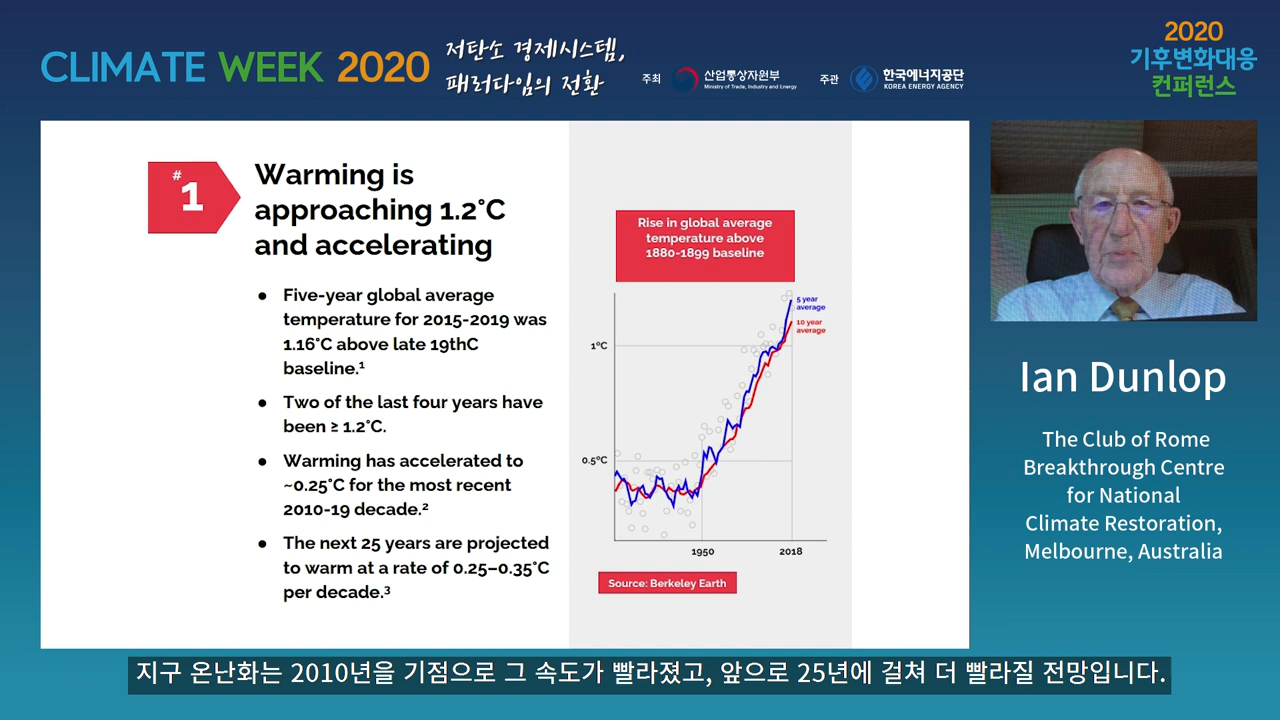 CLIMATE WEEK 2020
저탄소 경제시스템,
패러다임의 전환
주최
산업통상자원부
Ministry of Trade, Industry and Energy
주관
한국에너지공단
KOREA ENERGY AGENCY
2020
기후변화대응
컨퍼런스
#1
Warming is
approaching 1.2°C
and accelerating
● Five-year global average
temperature for 2015-2019 was
1.16°C above late 19thC
baseline.¹
● Two of the last four years have
been ≥ 1.2°C.
● Warming has accelerated to
~0.25°C for the most recent
2010-19 decade.²
● The next 25 years are projected
to warm at a rate of 0.25–0.35°C
per decade.³
Rise in global average
temperature above
1880-1899 baseline
5 year
average
10 year
average
1°C
0.5°C
1950
2018
Source: Berkeley Earth
Ian Dunlop
The Club of Rome
Breakthrough Centre
for National
Climate Restoration,
Melbourne, Australia
지구 온난화는 2010년을 기점으로 그 속도가 빨라졌고, 앞으로 25년에 걸쳐 더 빨라질 전망입니다.